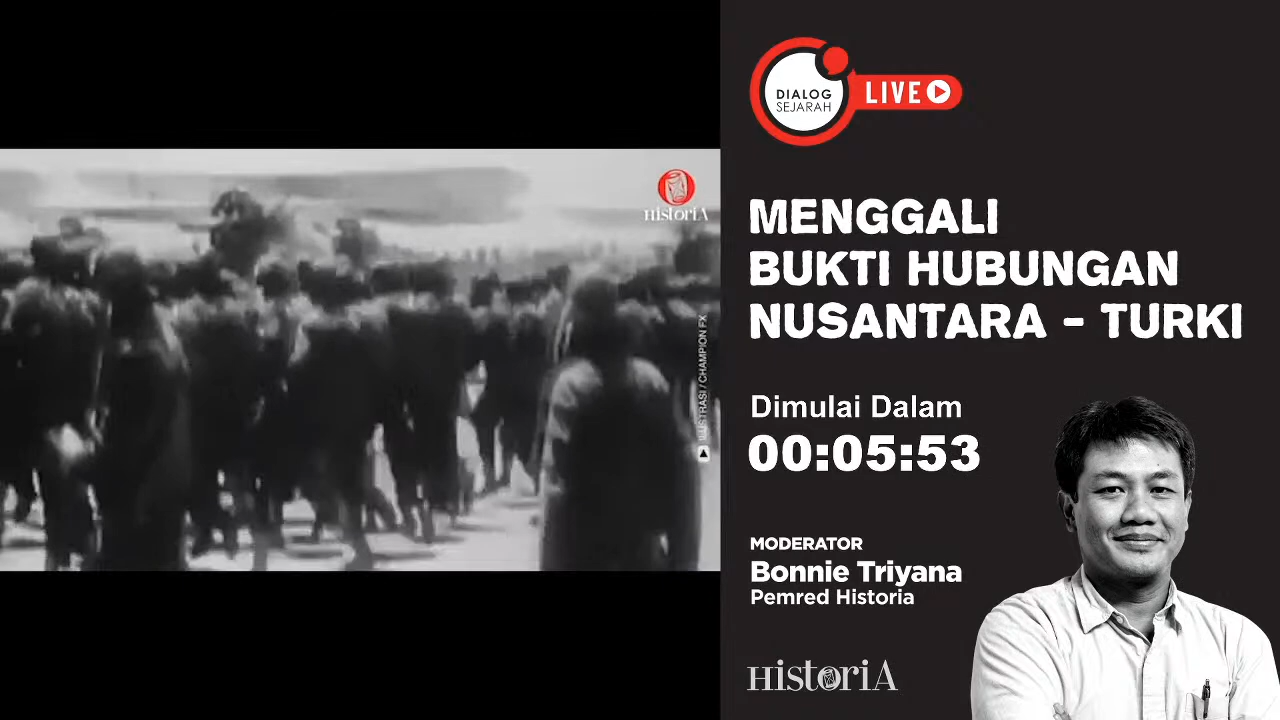 HistoriA
ILUSTRASI / CHAMPION FX
DIALOG
SEJARAH
LIVE
MENGGALI
BUKTI HUBUNGAN
NUSANTARA - TURKI
Dimulai Dalam
00:05:53
MODERATOR
Bonnie Triyana
Pemred Historia
HistoriA